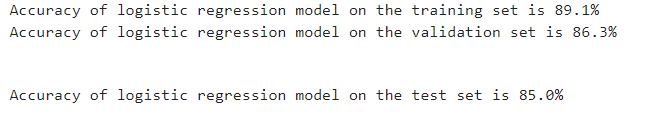 Accuracy of logistic regression model on the training set is 89.1%
Accuracy of logistic regression model on the validation set is 86.3%
Accuracy of logistic regression model on the test set is 85.0%